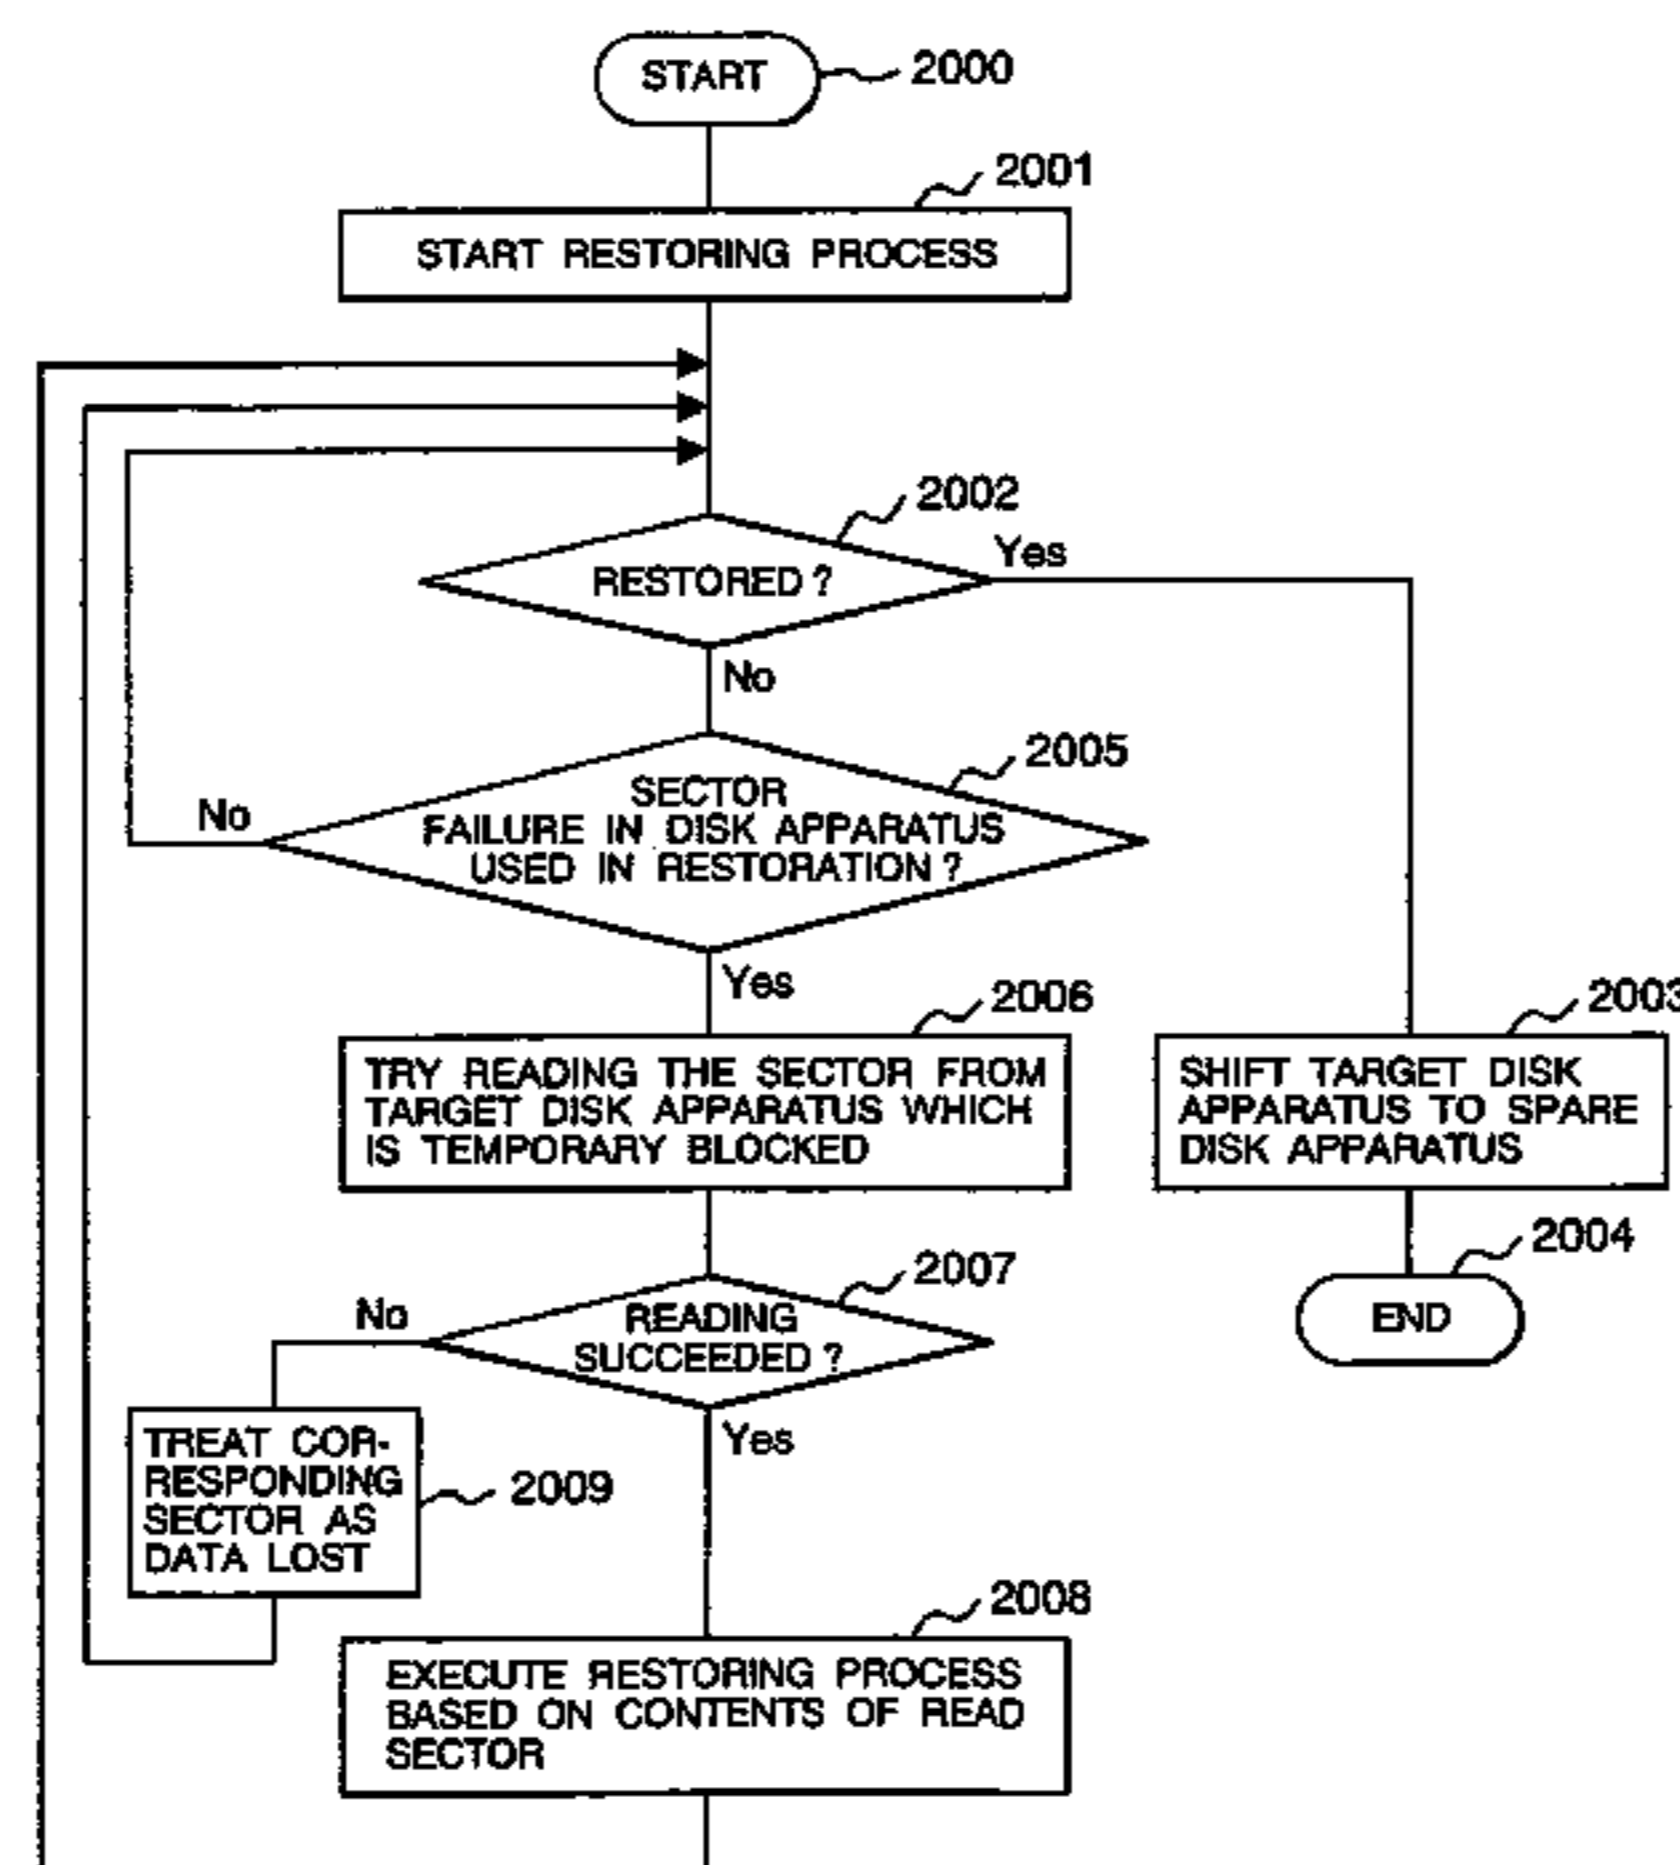 START
2000
2001
START RESTORING PROCESS
2002
RESTORED ?
Yes
No
2005
SECTOR
FAILURE IN DISK APPARATUS
USED IN RESTORATION ?
No
Yes
2006
TRY READING THE SECTOR FROM
TARGET DISK APPARATUS WHICH
IS TEMPORARY BLOCKED
2003
SHIFT TARGET DISK
APPARATUS TO SPARE
DISK APPARATUS
2004
END
2007
READING
SUCCEEDED ?
No
Yes
TREAT COR-
RESPONDING
SECTOR AS
DATA LOST
2009
2008
EXECUTE RESTORING PROCESS
BASED ON CONTENTS OF READ
SECTOR